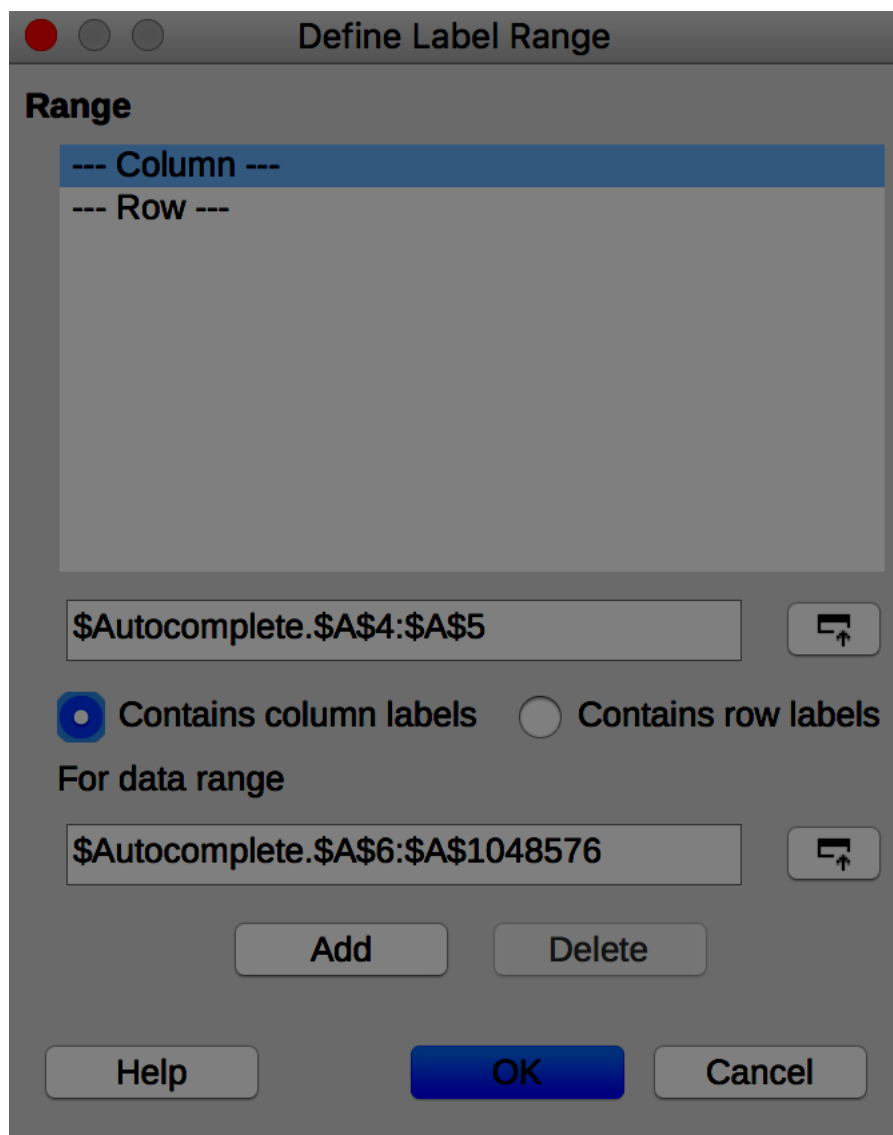 Define Label Range
Range
--- Column ---
--- Row ---
$Autocomplete.$A$4:$A$5
Contains column labels Contains row labels
For data range
$Autocomplete.$A$6:$A$1048576
Add Delete
Help OK Cancel